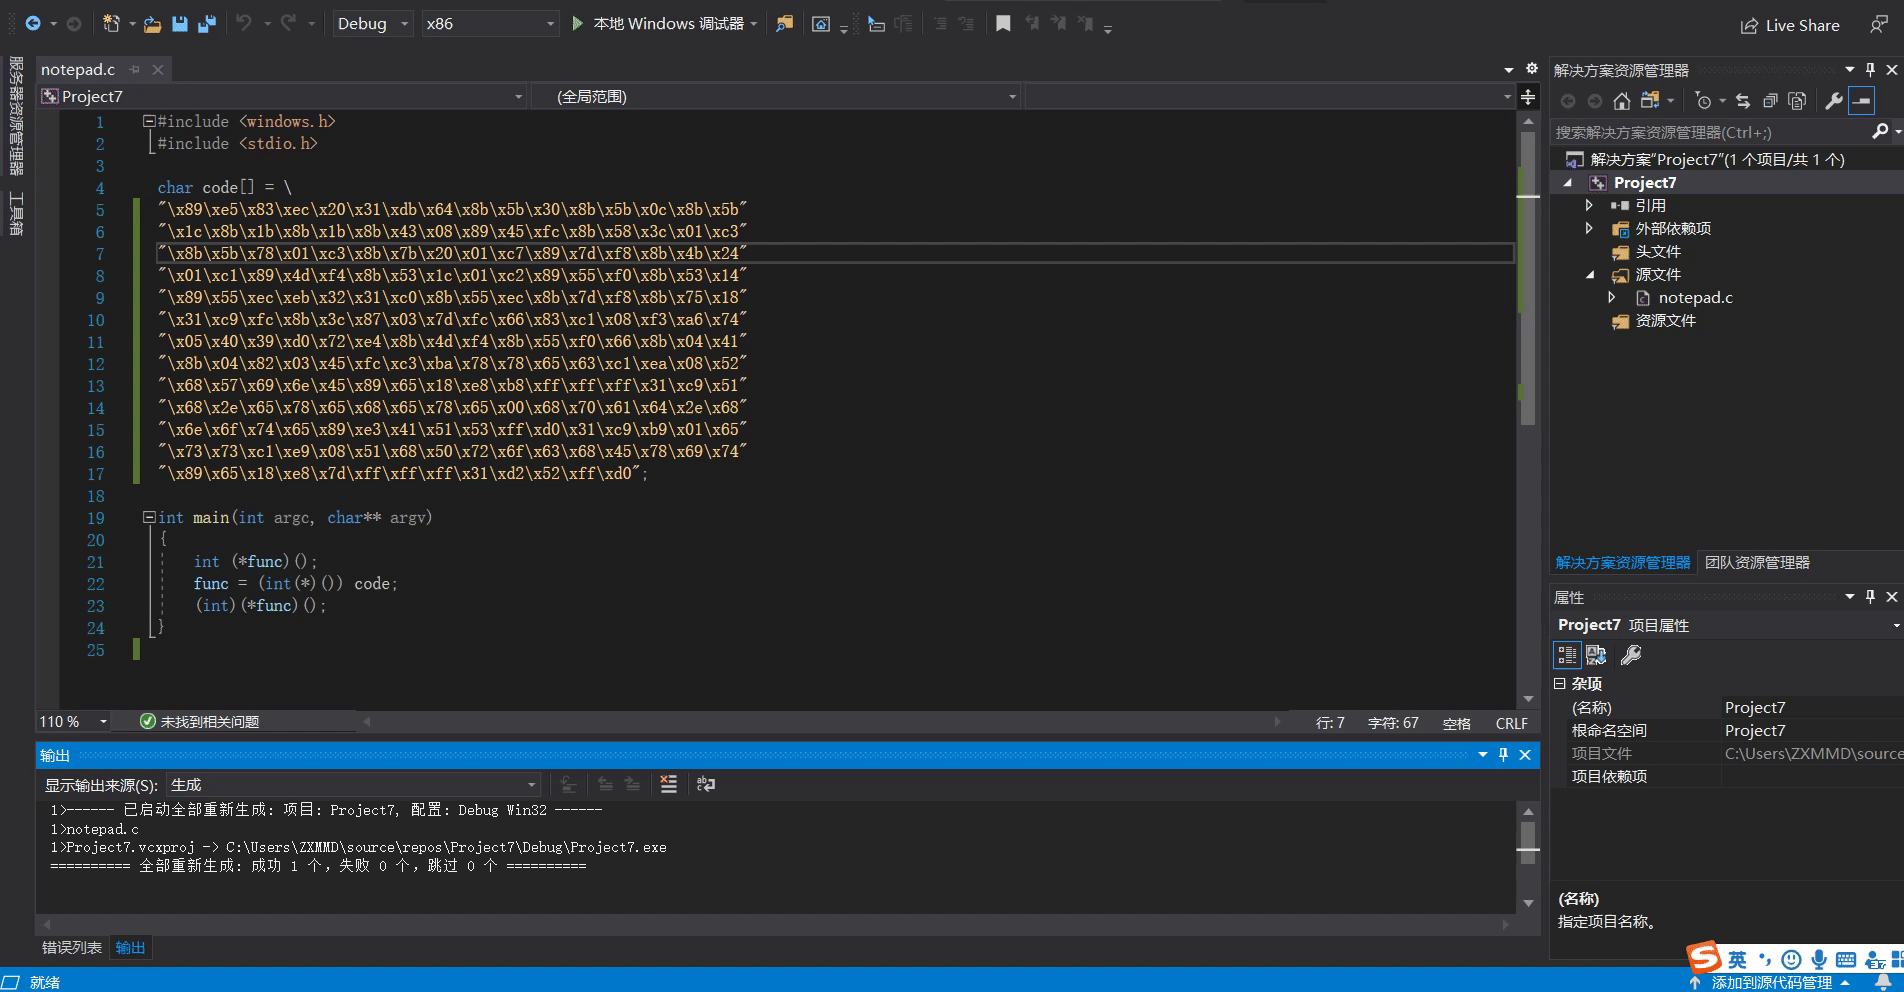 Debug
x86
本地 Windows 调试器
Live Share
服务器资源管理器
工具箱
notepad.c
Project7
(全局范围)
1 #include <windows.h>
2 #include <stdio.h>
3
4 char code[] = \
5 "\x89\xe5\x83\xec\x20\x31\xdb\x64\x8b\x5b\x30\x8b\x5b\x0c\x8b\x5b"
6 "\x1c\x8b\x1b\x8b\x1b\x8b\x43\x08\x89\x45\xfc\x8b\x58\x3c\x01\xc3"
7 "\x8b\x5b\x78\x01\xc3\x8b\x7b\x20\x01\xc7\x89\x7d\xf8\x8b\x4b\x24"
8 "\x01\xc1\x89\x4d\xf4\x8b\x53\x1c\x01\xc2\x89\x55\xf0\x8b\x53\x14"
9 "\x89\x55\xec\xeb\x32\x31\xc0\x8b\x55\xec\x8b\x7d\xf8\x8b\x75\x18"
10 "\x31\xc9\xfc\x8b\x3c\x87\x03\x7d\xfc\x66\x83\xc1\x08\xf3\xa6\x74"
11 "\x05\x40\x39\xd0\x72\xe4\x8b\x4d\xf4\x8b\x55\xf0\x66\x8b\x04\x41"
12 "\x8b\x04\x82\x03\x45\xfc\xc3\xba\x78\x78\x65\x63\xc1\xea\x08\x52"
13 "\x68\x57\x69\x6e\x45\x89\x65\x18\xe8\xb8\xff\xff\xff\x31\xc9\x51"
14 "\x68\x2e\x65\x78\x65\x68\x65\x78\x65\x00\x68\x70\x61\x64\x2e\x68"
15 "\x6e\x6f\x74\x65\x89\xe3\x41\x51\x53\xff\xd0\x31\xc9\xb9\x01\x65"
16 "\x73\x73\xc1\xe9\x08\x51\x68\x50\x72\x6f\x63\x68\x45\x78\x69\x74"
17 "\x89\x65\x18\xe8\x7d\xff\xff\xff\x31\xd2\x52\xff\xd0";
18
19 int main(int argc, char** argv)
20 {
21 int (*func)();
22 func = (int(*)()) code;
23 (int)(*func)();
24 }
25
110 %
未找到相关问题
行: 7 字符: 67 空格 CRLF
输出
显示输出来源(S): 生成
1>------ 已启动全部重新生成: 项目: Project7, 配置: Debug Win32 ------
1>notepad.c
1>Project7.vcxproj -> C:\Users\ZXMMD\source\repos\Project7\Debug\Project7.exe
========== 全部重新生成: 成功 1 个，失败 0 个，跳过 0 个 ==========
错误列表 输出
就绪
解决方案资源管理器
搜索解决方案资源管理器(Ctrl+;)
解决方案"Project7"(1 个项目/共 1 个)
Project7
引用
外部依赖项
头文件
源文件
notepad.c
资源文件
解决方案资源管理器 团队资源管理器
属性
Project7 项目属性
杂项
(名称) Project7
根命名空间 Project7
项目文件 C:\Users\ZXMMD\source
项目依赖项
(名称)
指定项目名称。
S 英
添加到源代码管理